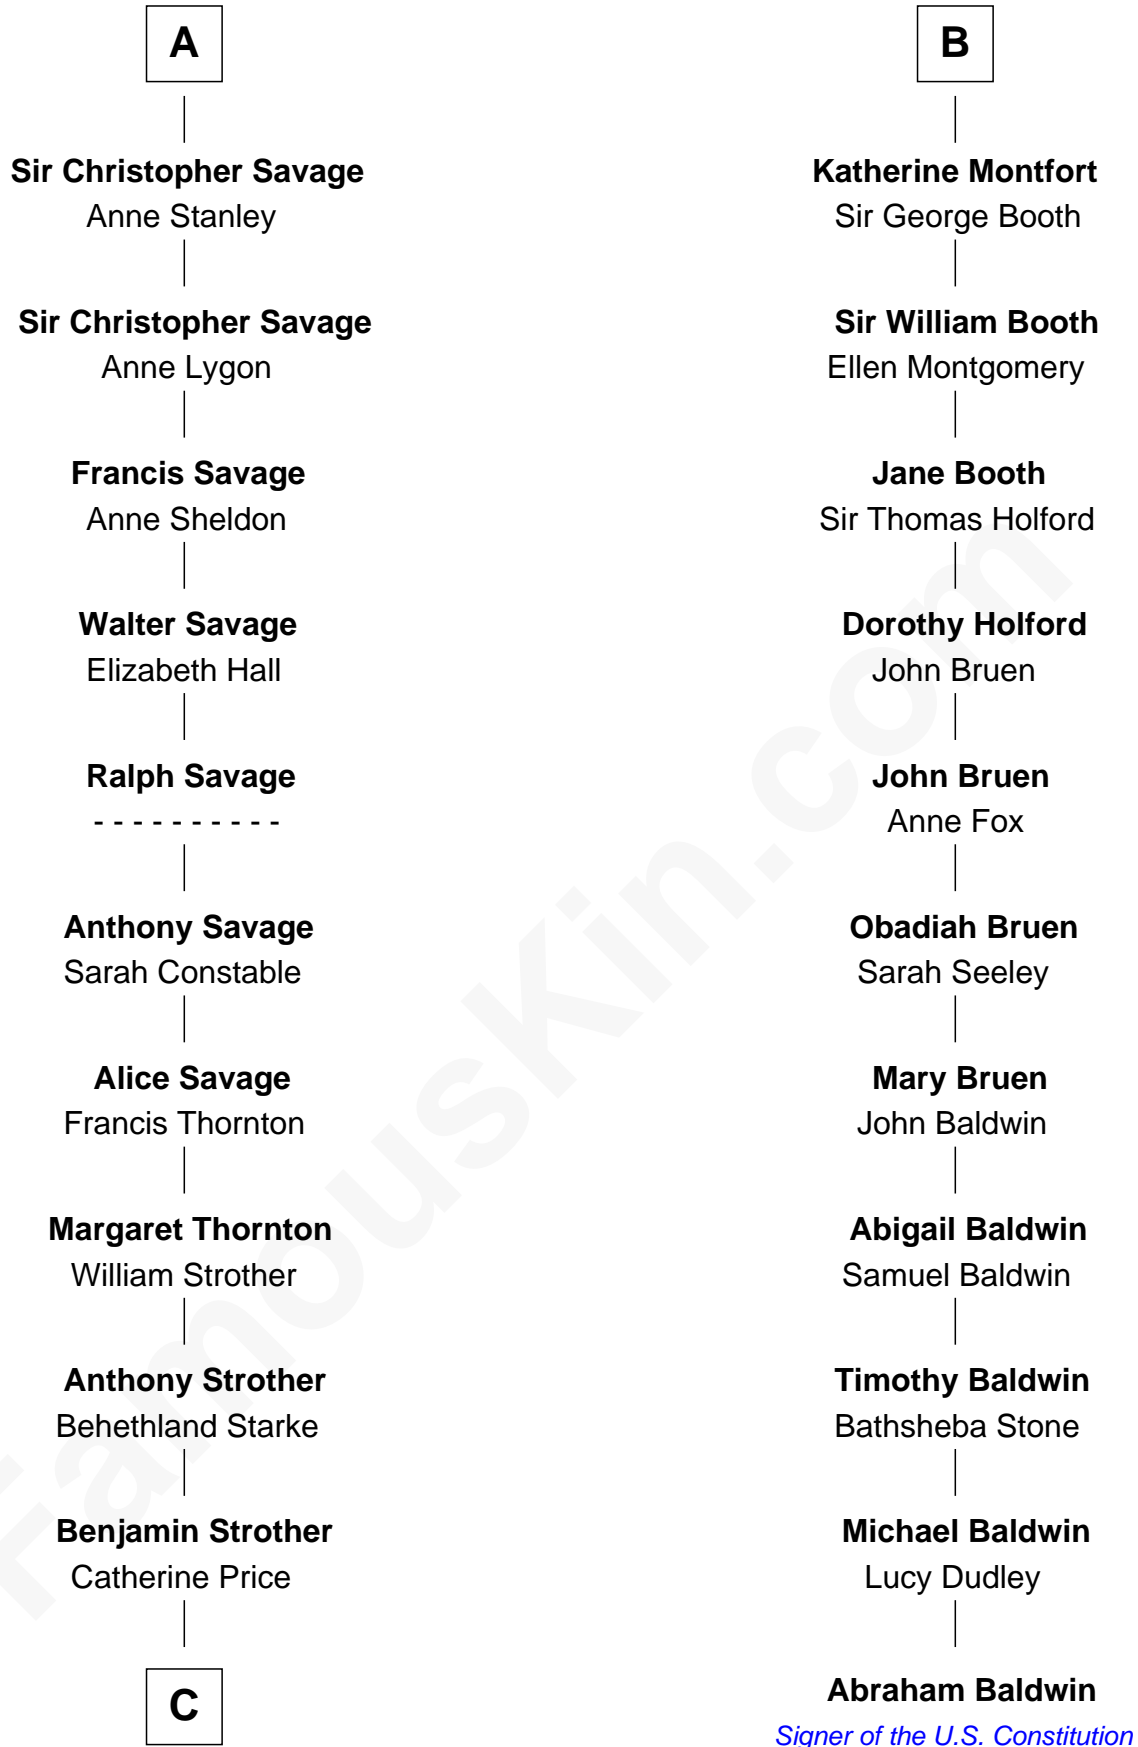 A
Sir Christopher Savage
Anne Stanley
Sir Christopher Savage
Anne Lygon
Francis Savage
Anne Sheldon
Walter Savage
Elizabeth Hall
Ralph Savage
- - - - - - - - - -
Anthony Savage
Sarah Constable
Alice Savage
Francis Thornton
Margaret Thornton
William Strother
Anthony Strother
Behethland Starke
Benjamin Strother
Catherine Price
C
B
Katherine Montfort
Sir George Booth
Sir William Booth
Ellen Montgomery
Jane Booth
Sir Thomas Holford
Dorothy Holford
John Bruen
John Bruen
Anne Fox
Obadiah Bruen
Sarah Seeley
Mary Bruen
John Baldwin
Abigail Baldwin
Samuel Baldwin
Timothy Baldwin
Bathsheba Stone
Michael Baldwin
Lucy Dudley
Abraham Baldwin
Signer of the U.S. Constitution
FamousKin.com